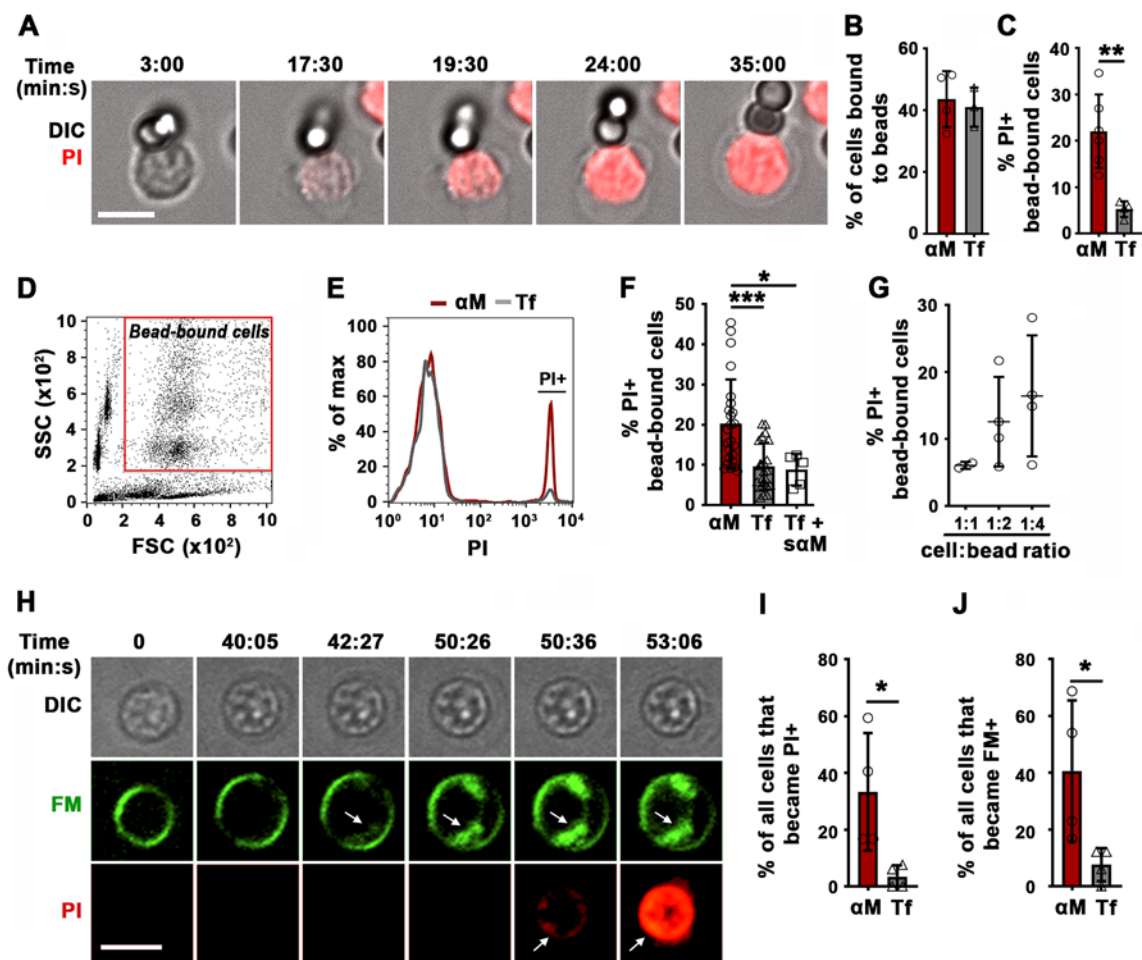 A
Time
(min:s)
3:00
17:30
19:30
24:00
35:00
DIC
PI
B
% of cells bound
to beads
60
40
20
0
αM
Tf
C
% PI+
bead-bound cells
40
30
20
10
0
**
αM
Tf
D
SSC (x10²)
10
8
6
4
2
0
Bead-bound cells
0
2
4
6
8
10
FSC (x10²)
E
αM
Tf
% of max
100
80
60
40
20
0
PI+
10⁰
10¹
10²
10³
10⁴
PI
F
% PI+
bead-bound cells
50
40
30
20
10
0
*
***
αM
Tf
Tf +
sαM
G
% PI+
bead-bound cells
30
20
10
0
1:1
1:2
1:4
cell:bead ratio
H
Time
(min:s)
0
40:05
42:27
50:26
50:36
53:06
DIC
FM
PI
I
% of all cells that
became PI+
80
60
40
20
0
*
αM
Tf
J
% of all cells that
became FM+
80
60
40
20
0
*
αM
Tf